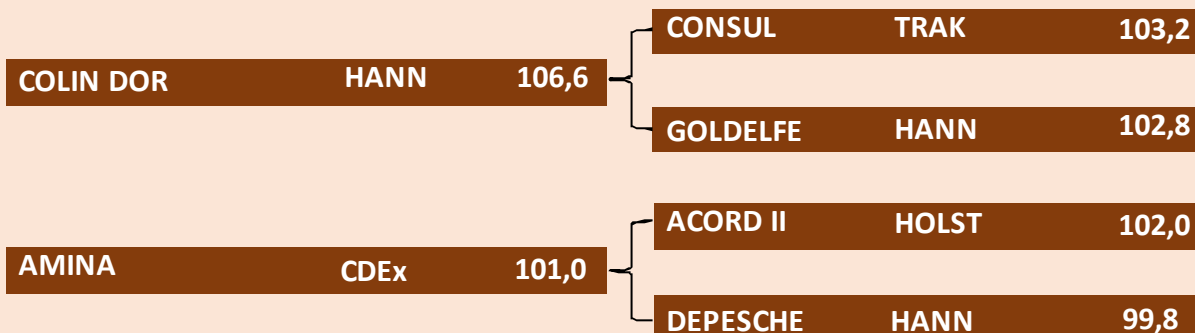 CONSUL TRAK 103,2
COLIN DOR HANN 106,6
GOLDELFE HANN 102,8
ACORD II HOLST 102,0
AMINA CDEx 101,0
DEPESCHE HANN 99,8